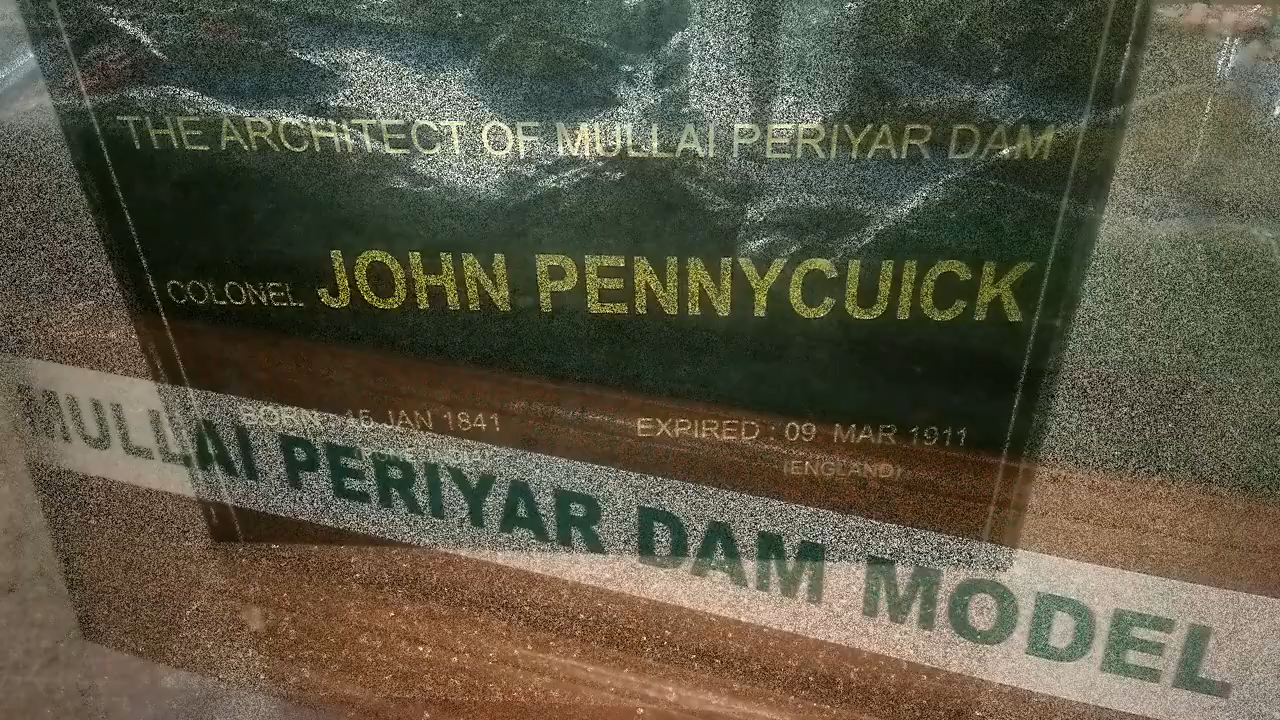 THE ARCHITECT OF MULLAI PERIYAR DAM
COLONEL JOHN PENNYCUICK
BORN : 15 JAN 1841
EXPIRED : 09 MAR 1911
(ENGLAND)
MULLAI PERIYAR DAM MODEL